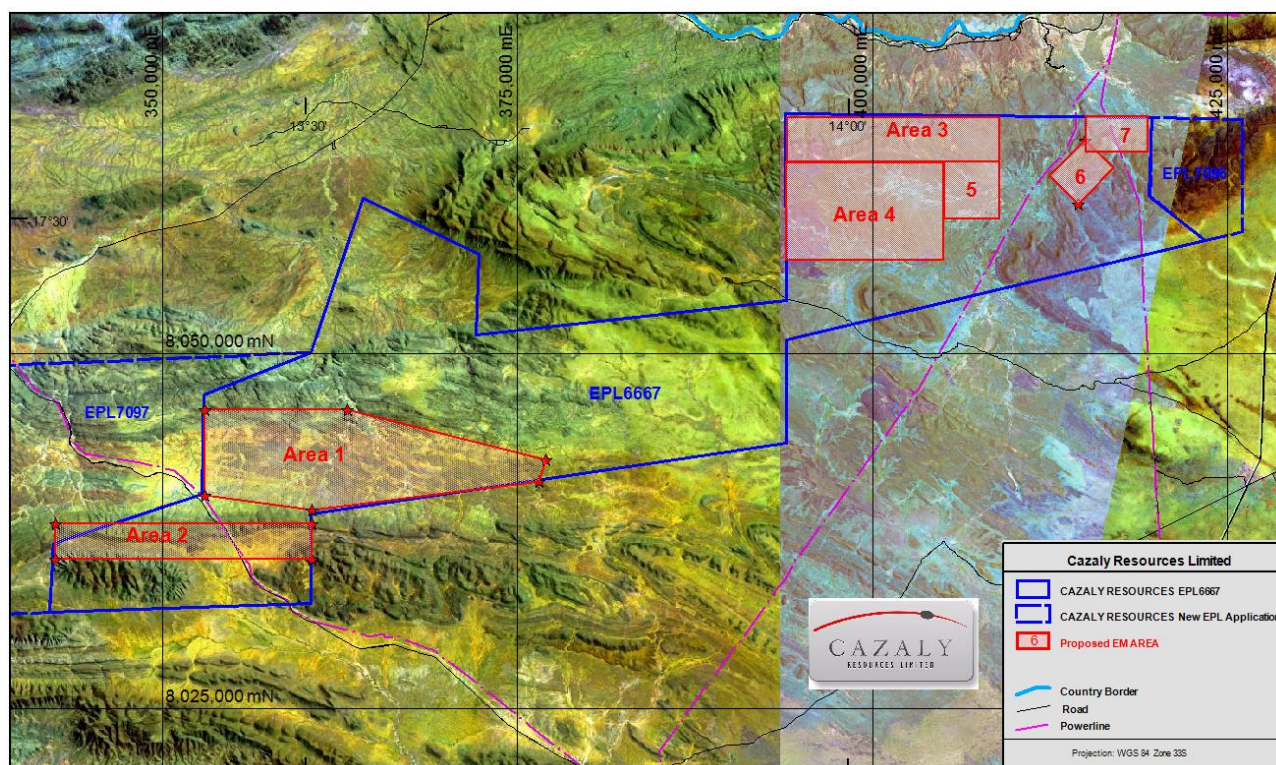 350,000 mE
375,000 mE
400,000 mE
425,000 mE
13°30'
14°00'
-17°30'
Area 3
7
6
5
Area 4
EPL7096
8,050,000 mN
EPL7097
EPL6667
Area 1
Area 2
8,025,000 mN
CAZALY
RESOURCES LIMITED
Cazaly Resources Limited
CAZALY RESOURCES EPL6667
CAZALY RESOURCES New EPL Application
6 Proposed EM AREA
Country Border
Road
Powerline
Projection: WGS 84 Zone 33S